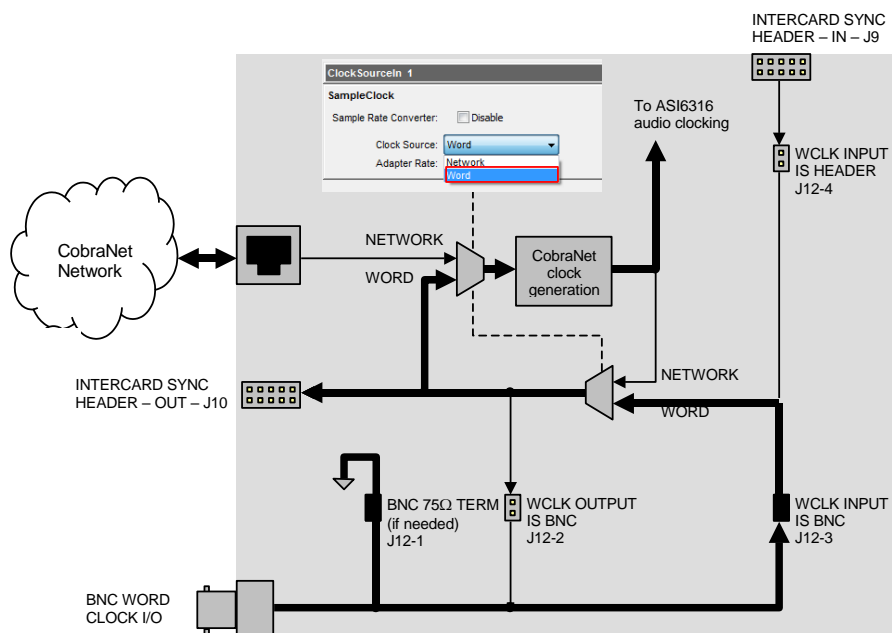 INTERCARD SYNC
HEADER – IN – J9
ClockSourceIn 1
SampleClock
Sample Rate Converter: Disable
Clock Source: Word
Adapter Rate: Network
Word
To ASI6316
audio clocking
WCLK INPUT
IS HEADER
J12-4
CobraNet
Network
NETWORK
WORD
CobraNet
clock
generation
INTERCARD SYNC
HEADER – OUT – J10
NETWORK
WORD
BNC 75Ω TERM
(if needed)
J12-1
WCLK OUTPUT
IS BNC
J12-2
WCLK INPUT
IS BNC
J12-3
BNC WORD
CLOCK I/O